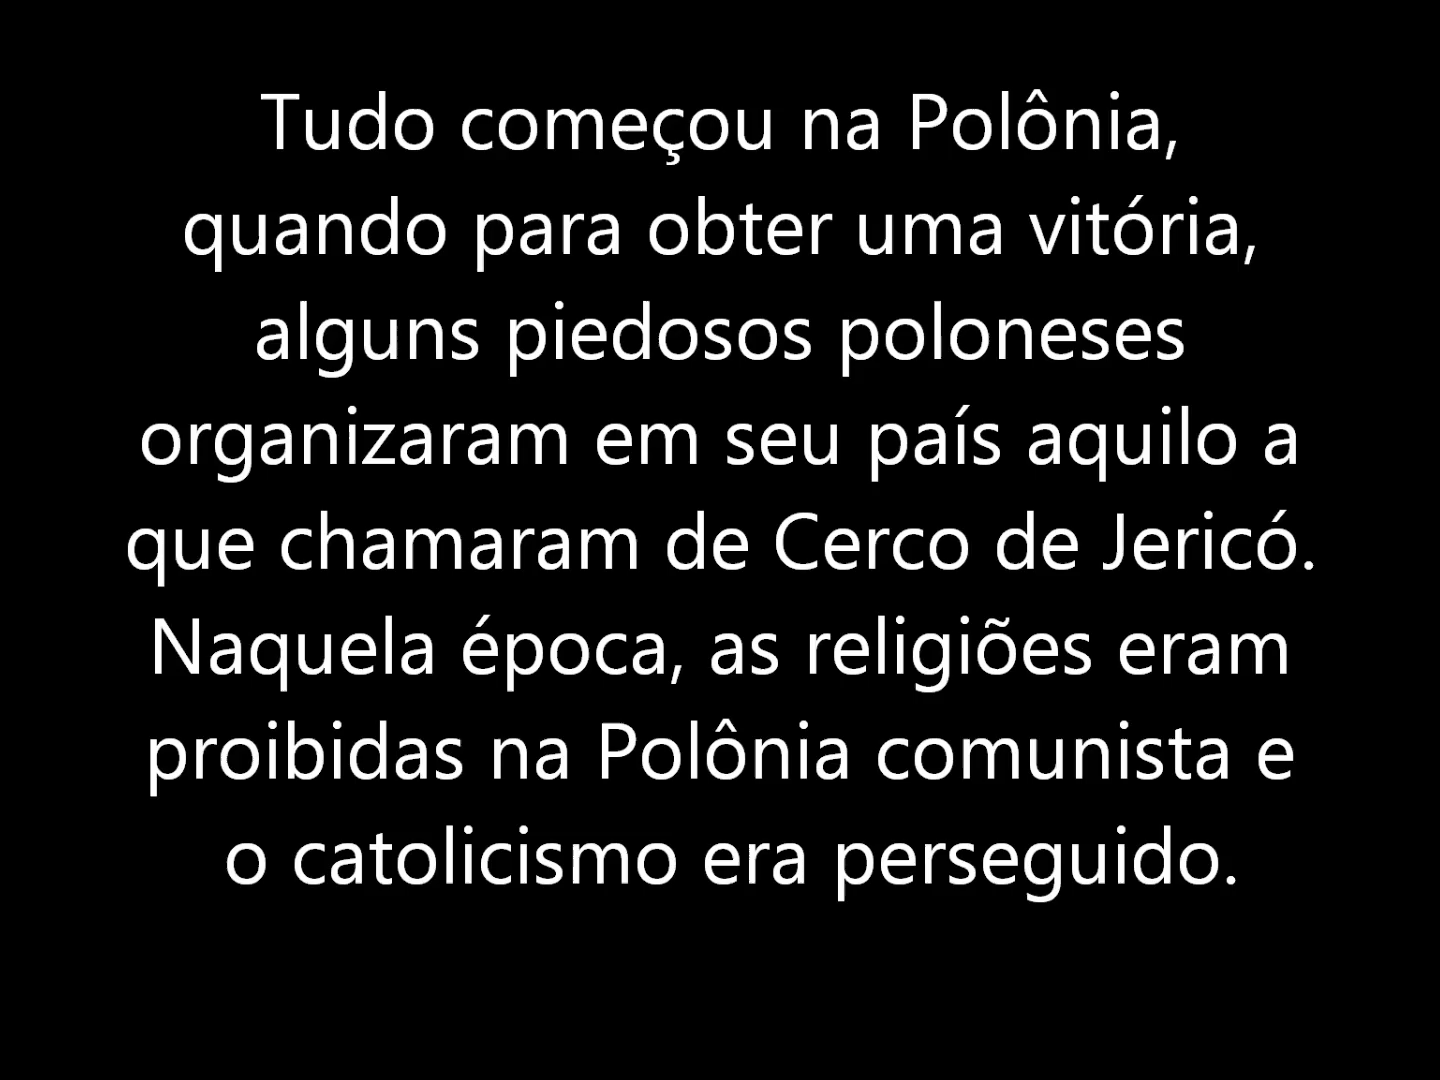 Tudo começou na Polônia,
quando para obter uma vitória,
alguns piedosos poloneses
organizaram em seu país aquilo a
que chamaram de Cerco de Jericó.
Naquela época, as religiões eram
proibidas na Polônia comunista e
o catolicismo era perseguido.